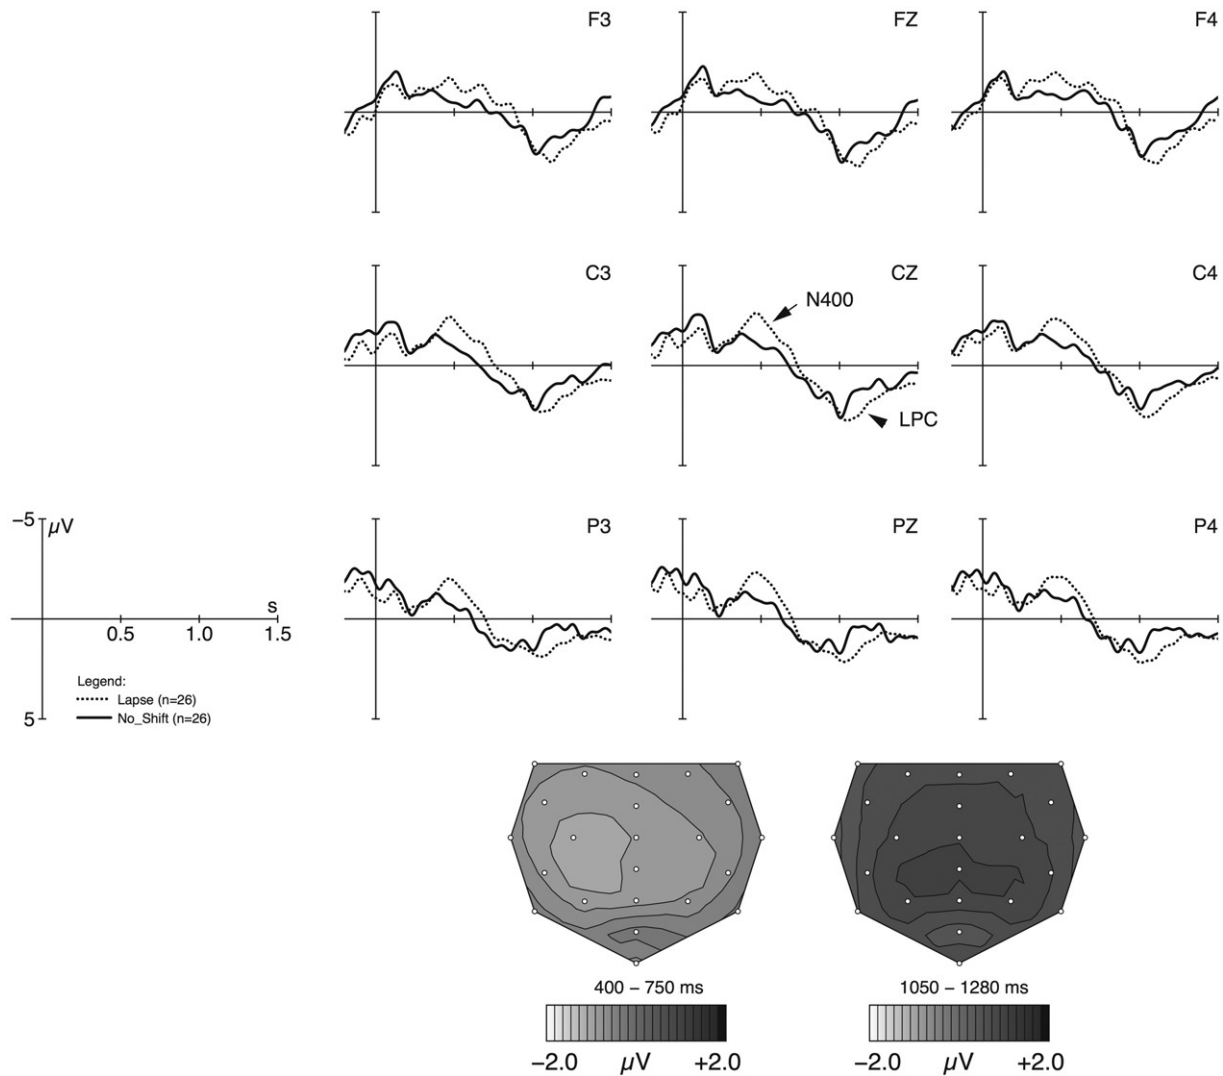 F3
FZ
F4
C3
CZ
C4
N400
LPC
P3
PZ
P4
−5
µV
s
0.5
1.0
1.5
5
Legend:
Lapse (n=26)
No_Shift (n=26)
400 – 750 ms
1050 – 1280 ms
−2.0 µV +2.0
−2.0 µV +2.0